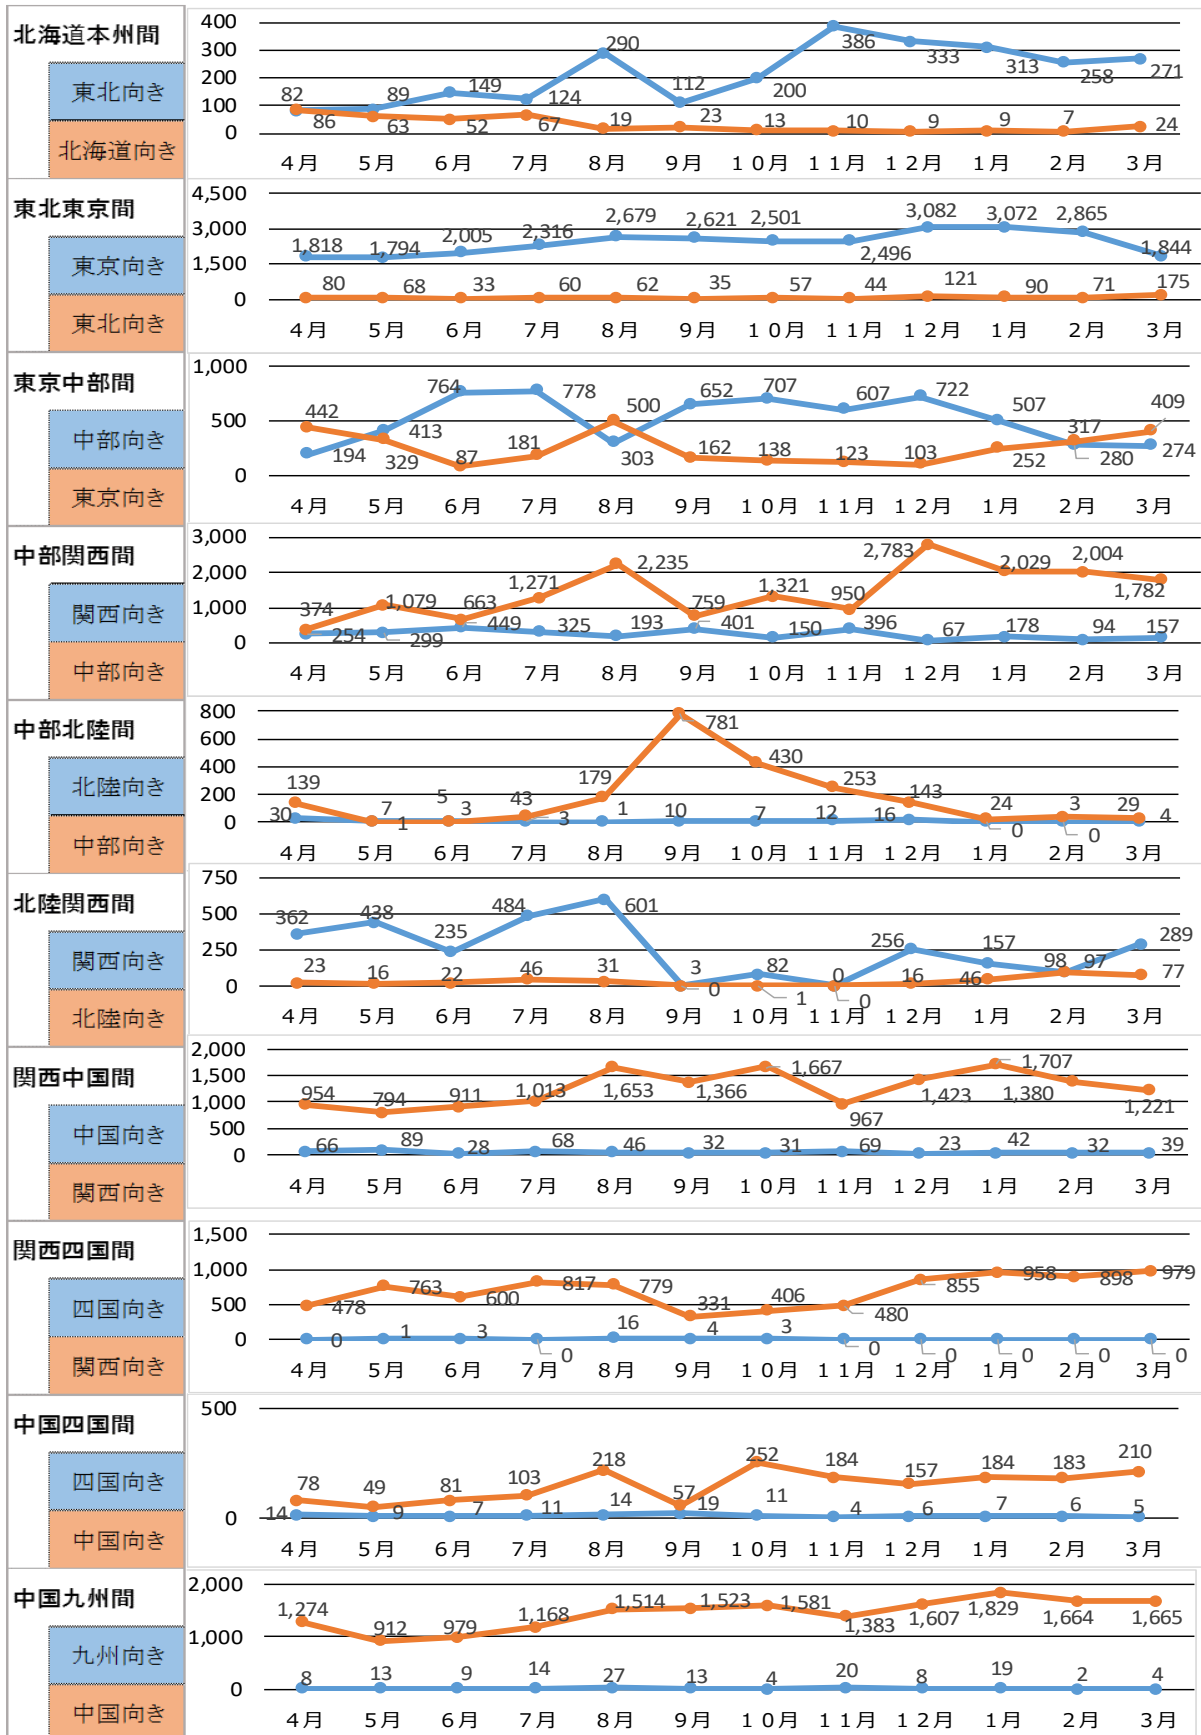 北海道本州間
東北向き
北海道向き
400
300
200
100
0
82 89 149 124 290 112 200 386 333 313 258 271
86 63 52 67 19 23 13 10 9 9 7 24
4月 5月 6月 7月 8月 9月 10月 11月 12月 1月 2月 3月
東北東京間
東京向き
東北向き
4,500
3,000
1,500
0
1,818 1,794 2,005 2,316 2,679 2,621 2,501 2,496 3,082 3,072 2,865 1,844
80 68 33 60 62 35 57 44 121 90 71 175
4月 5月 6月 7月 8月 9月 10月 11月 12月 1月 2月 3月
東京中部間
中部向き
東京向き
1,000
500
0
194 413 764 778 303 652 707 607 722 507 280 274
442 329 87 181 500 162 138 123 103 252 317 409
4月 5月 6月 7月 8月 9月 10月 11月 12月 1月 2月 3月
中部関西間
関西向き
中部向き
3,000
2,000
1,000
0
374 1,079 663 1,271 2,235 759 1,321 950 2,783 2,029 2,004 1,782
254 299 449 325 193 401 150 396 67 178 94 157
4月 5月 6月 7月 8月 9月 10月 11月 12月 1月 2月 3月
中部北陸間
北陸向き
中部向き
800
600
400
200
0
139 7 5 43 179 781 430 253 143 24 3 29
30 1 3 3 1 10 7 12 16 0 0 4
4月 5月 6月 7月 8月 9月 10月 11月 12月 1月 2月 3月
北陸関西間
関西向き
北陸向き
750
500
250
0
362 438 235 484 601 3 82 0 256 157 98 289
23 16 22 46 31 0 1 0 16 46 97 77
4月 5月 6月 7月 8月 9月 10月 11月 12月 1月 2月 3月
関西中国間
中国向き
関西向き
2,000
1,500
1,000
500
0
954 794 911 1,013 1,653 1,366 1,667 967 1,423 1,707 1,380 1,221
66 89 28 68 46 32 31 69 23 42 32 39
4月 5月 6月 7月 8月 9月 10月 11月 12月 1月 2月 3月
関西四国間
四国向き
関西向き
1,500
1,000
500
0
478 763 600 817 779 331 406 480 855 958 898 979
0 1 3 0 16 4 3 0 0 0 0 0
4月 5月 6月 7月 8月 9月 10月 11月 12月 1月 2月 3月
中国四国間
四国向き
中国向き
500
0
78 49 81 103 218 57 252 184 157 184 183 210
14 9 7 11 14 19 11 4 6 7 6 5
4月 5月 6月 7月 8月 9月 10月 11月 12月 1月 2月 3月
中国九州間
九州向き
中国向き
2,000
1,000
0
1,274 912 979 1,168 1,514 1,523 1,581 1,383 1,607 1,829 1,664 1,665
8 13 9 14 27 13 4 20 8 19 2 4
4月 5月 6月 7月 8月 9月 10月 11月 12月 1月 2月 3月